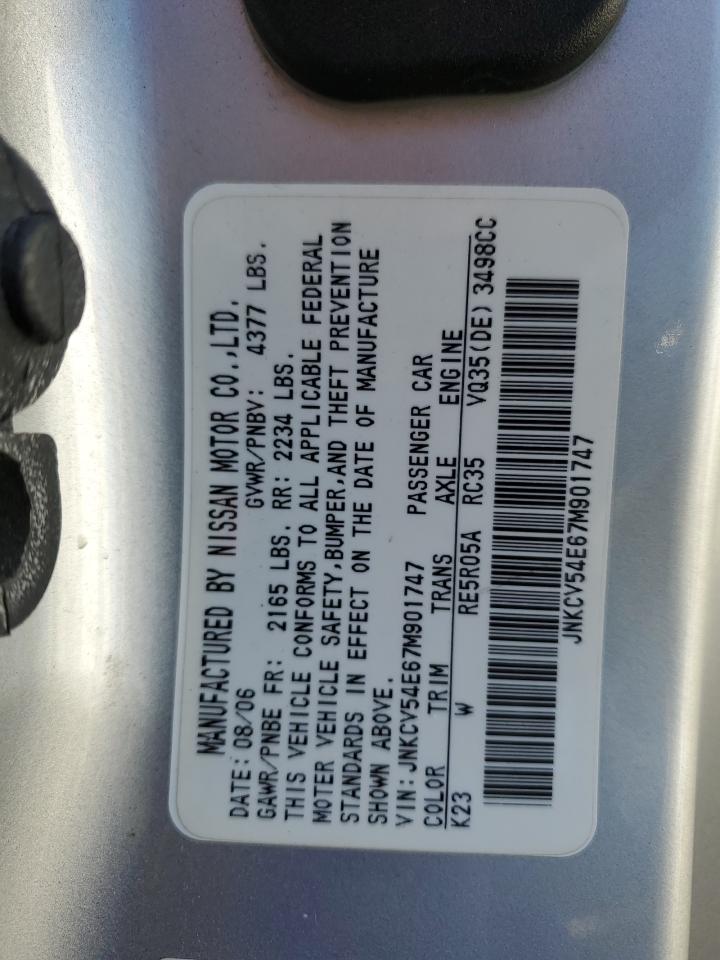 MANUFACTURED BY NISSAN MOTOR CO.,LTD.
DATE: 08/06 GVWR/PNBV: 4377 LBS.
GAWR/PNBE FR: 2165 LBS. RR: 2234 LBS.
THIS VEHICLE CONFORMS TO ALL APPLICABLE FEDERAL
MOTER VEHICLE SAFETY,BUMPER,AND THEFT PREVENTION
STANDARDS IN EFFECT ON THE DATE OF MANUFACTURE
SHOWN ABOVE.
VIN:JNKCV54E67M901747 PASSENGER CAR
COLOR TRIM TRANS AXLE ENGINE
K23 W RE5R05A RC35 VQ35(DE) 3498CC
JNKCV54E67M901747